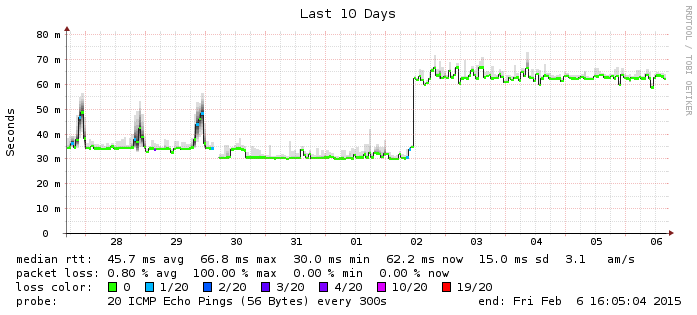 Last 10 Days
RRDTOOL / TOBI OETIKER
Seconds
80 m
70 m
60 m
50 m
40 m
30 m
20 m
10 m
0
28 29 30 31 01 02 03 04 05 06
median rtt: 45.7 ms avg 66.8 ms max 30.0 ms min 62.2 ms now 15.0 ms sd 3.1 am/s
packet loss: 0.80 % avg 100.00 % max 0.00 % min 0.00 % now
loss color: 0 1/20 2/20 3/20 4/20 10/20 19/20
probe: 20 ICMP Echo Pings (56 Bytes) every 300s end: Fri Feb 6 16:05:04 2015